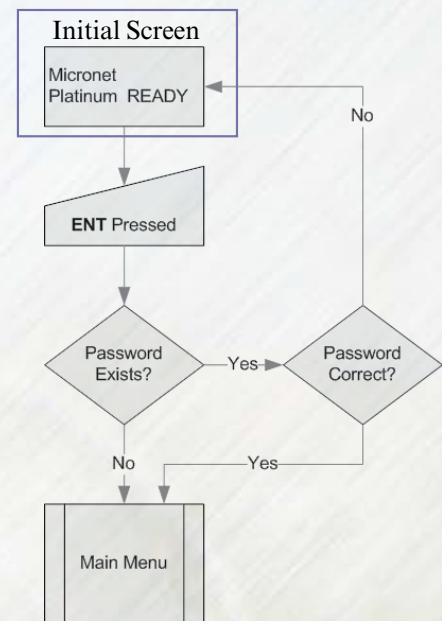 Initial Screen
Micronet
Platinum READY
No
ENT Pressed
Password
Exists?
Yes
Password
Correct?
No
Yes
Main Menu